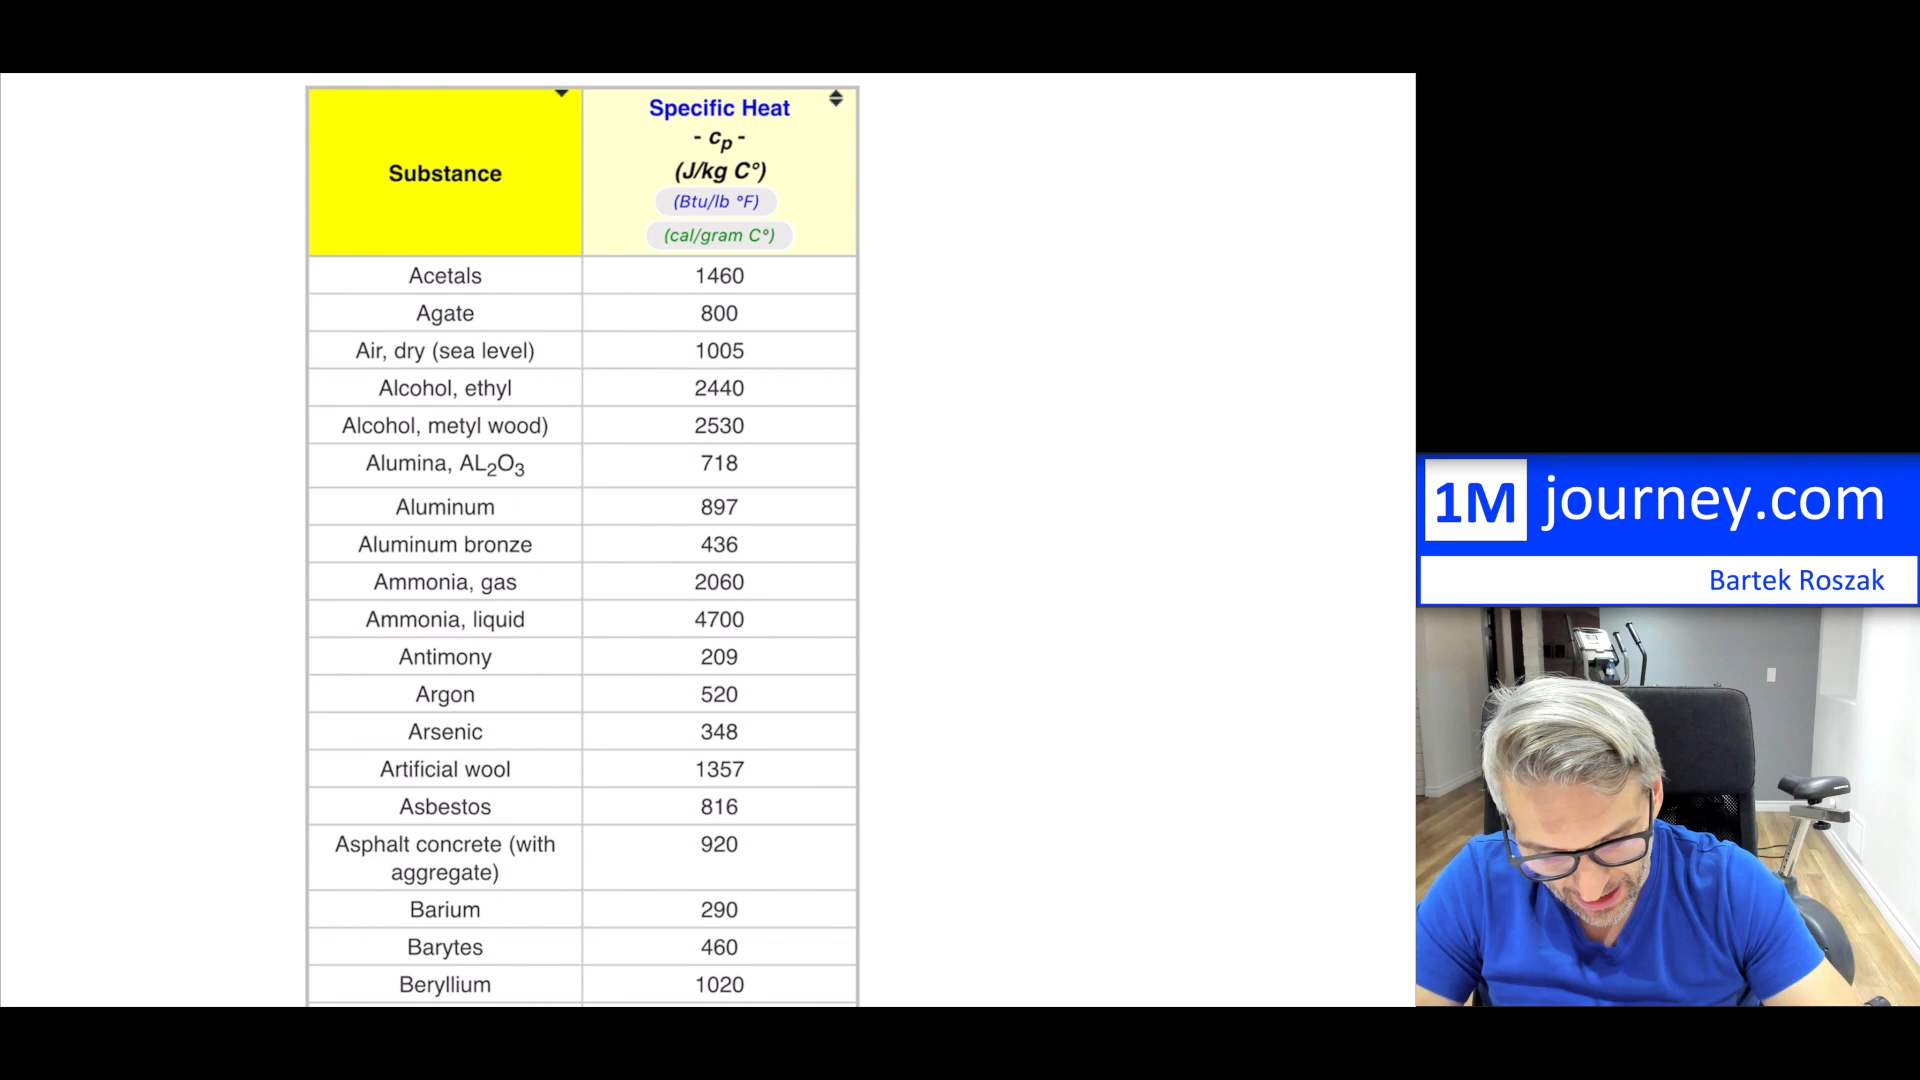 Substance
Specific Heat
- cp -
(J/kg C°)
(Btu/lb °F)
(cal/gram C°)
Acetals 1460
Agate 800
Air, dry (sea level) 1005
Alcohol, ethyl 2440
Alcohol, metyl wood) 2530
Alumina, AL2O3 718
Aluminum 897
Aluminum bronze 436
Ammonia, gas 2060
Ammonia, liquid 4700
Antimony 209
Argon 520
Arsenic 348
Artificial wool 1357
Asbestos 816
Asphalt concrete (with 920
aggregate)
Barium 290
Barytes 460
Beryllium 1020
1M journey.com
Bartek Roszak